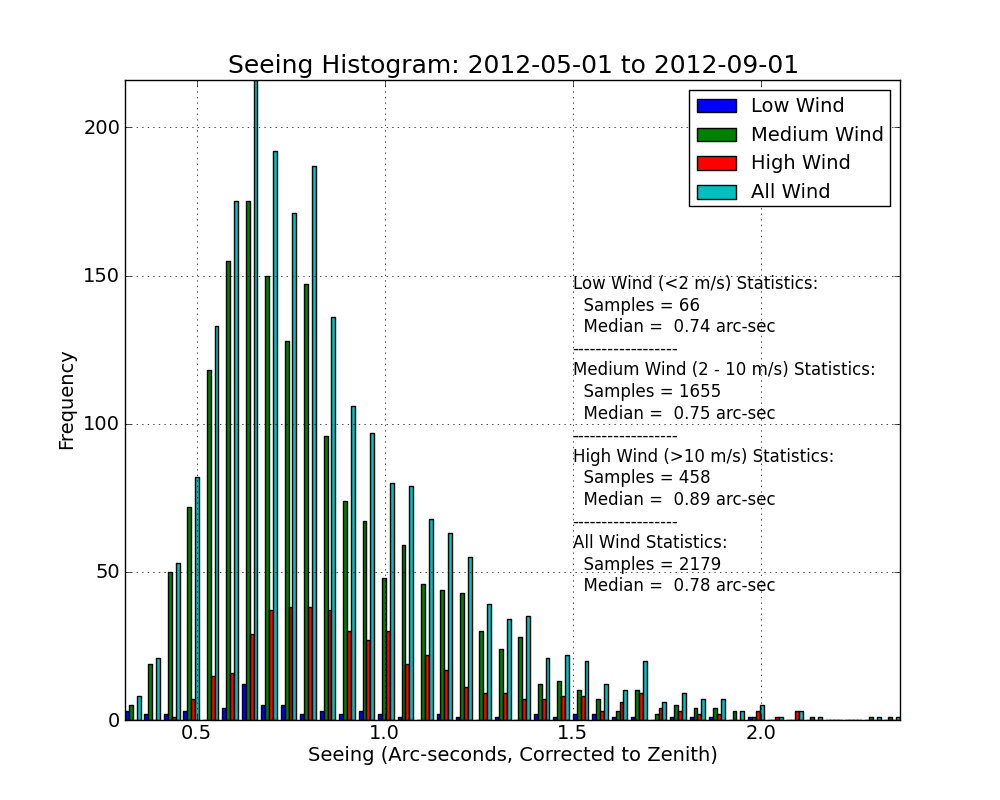 Seeing Histogram: 2012-05-01 to 2012-09-01
Low Wind
Medium Wind
High Wind
All Wind
Low Wind (<2 m/s) Statistics:
Samples = 66
Median =  0.74 arc-sec
-------------------
Medium Wind (2 - 10 m/s) Statistics:
Samples = 1655
Median =  0.75 arc-sec
-------------------
High Wind (>10 m/s) Statistics:
Samples = 458
Median =  0.89 arc-sec
-------------------
All Wind Statistics:
Samples = 2179
Median =  0.78 arc-sec
Frequency
200
150
100
50
0
0.5 1.0 1.5 2.0
Seeing (Arc-seconds, Corrected to Zenith)